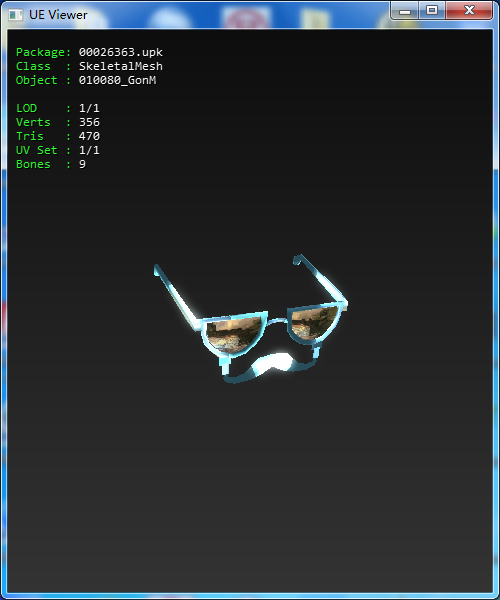 UE Viewer
Package: 00026363.upk
Class : SkeletalMesh
Object : 010080_GonM
LOD : 1/1
Verts : 356
Tris : 470
UV Set : 1/1
Bones : 9